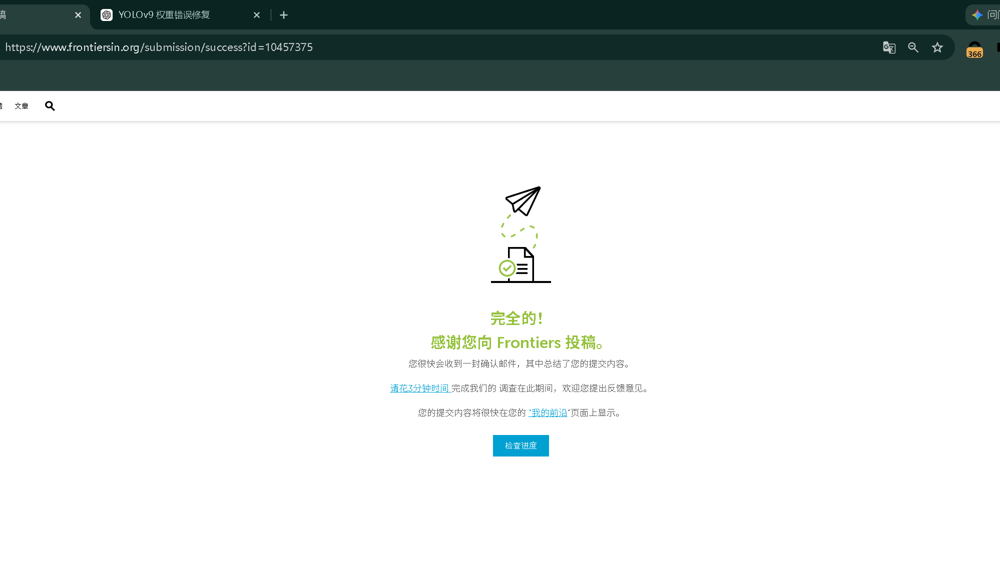 稿
YOLOv9 权重错误修复
https://www.frontiersin.org/submission/success?id=10457375
366
文章
完全的！
感谢您向 Frontiers 投稿。
您很快会收到一封确认邮件，其中总结了您的提交内容。
请花3分钟时间 完成我们的 调查在此期间，欢迎您提出反馈意见。
您的提交内容将很快在您的 “我的前沿”页面上显示。
检查进度